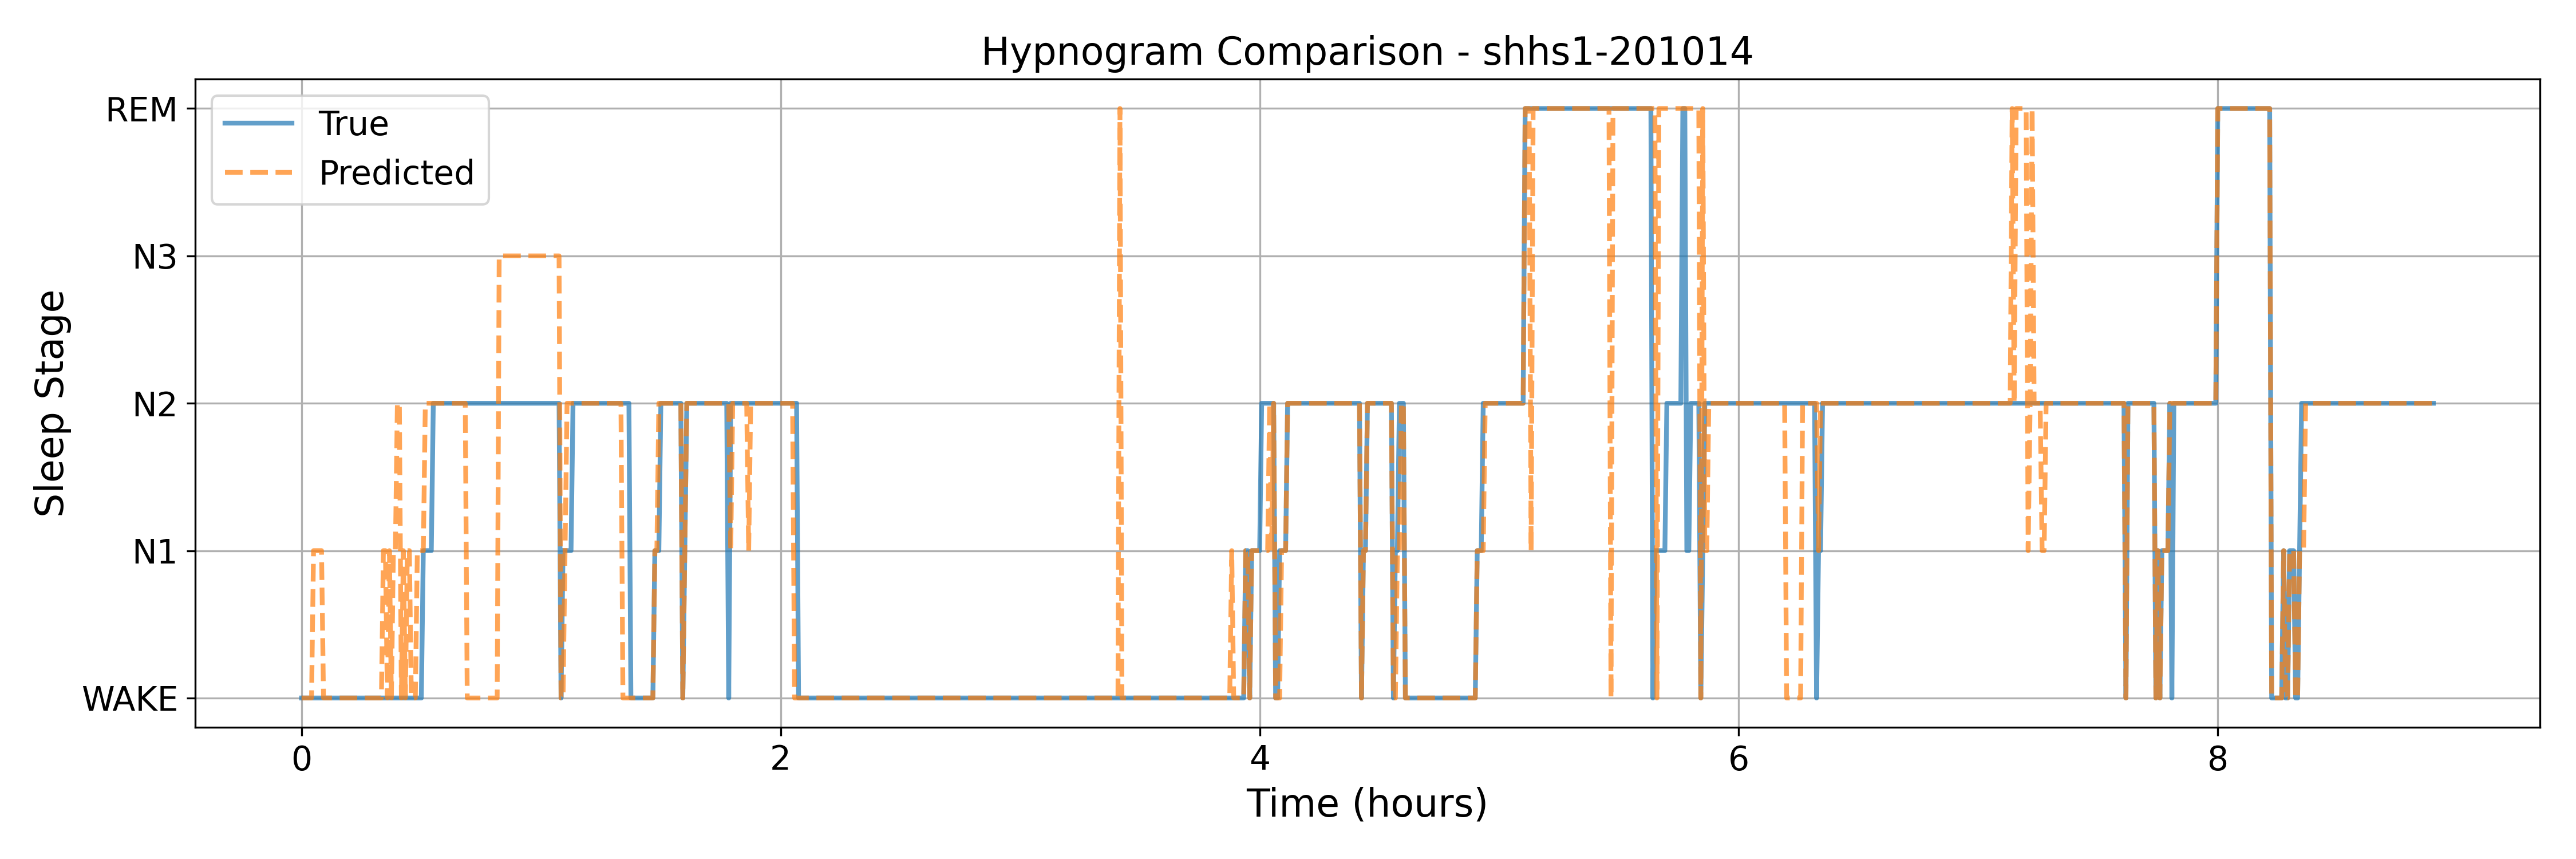 Hypnogram Comparison - shhs1-201014
True
Predicted
Sleep Stage
REM
N3
N2
N1
WAKE
0 2 4 6 8
Time (hours)